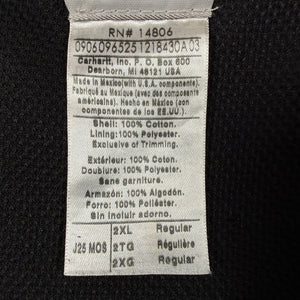 RN# 14806
0906096525121843 0A03
Carhartt, Inc. P. O. Box 600
Dearborn, MI 48121 USA
Made in Mexico(with U.S.A. components).
Fabriqué au Mexique (avec des composants
américains). Hecho en México (con
componentes de los EE.UU.).
Shell: 100% Cotton.
Lining: 100% Polyester.
Exclusive of Trimming.
Extérieur: 100% Coton.
Doublure: 100% Polyester.
Sans garniture.
Armazón: 100% Algodón.
Forro: 100% Poliéster.
Sin incluir adorno.
2XL Regular
J25 MOS 2TG Régulière
2XG Regular